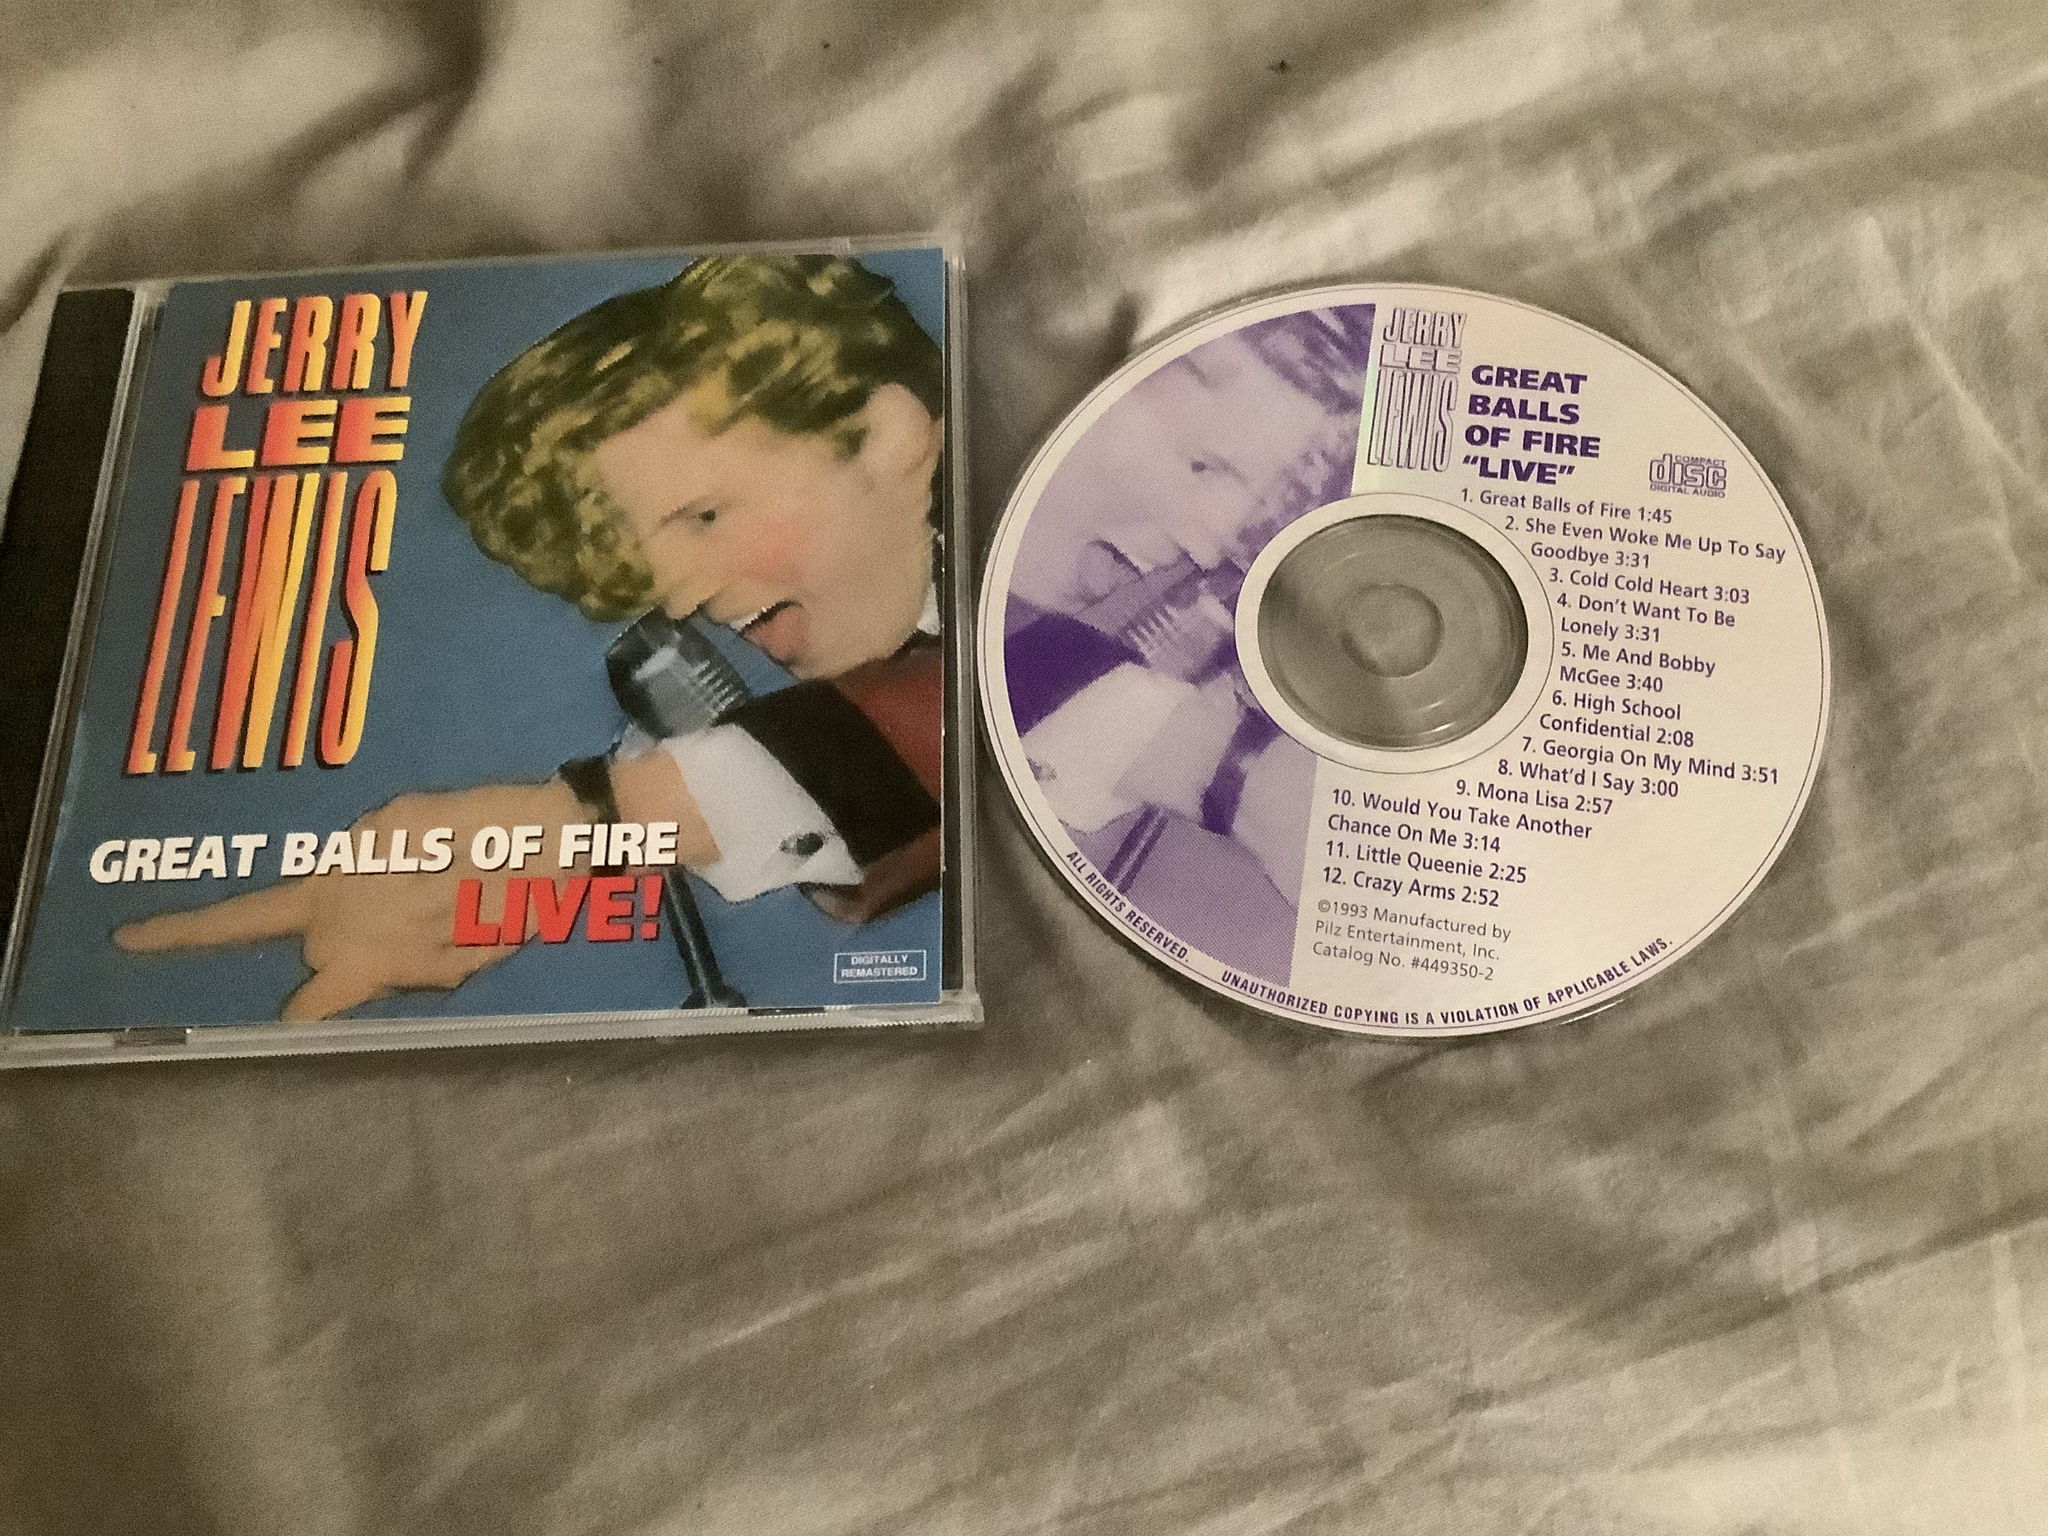 JERRY
LEE
LEWIS
GREAT BALLS OF FIRE
LIVE!
DIGITALLY
REMASTERED
JERRY
LEE
LEWIS
GREAT
BALLS
OF FIRE
“LIVE”
COMPACT
disc
DIGITAL AUDIO
1. Great Balls of Fire 1:45
2. She Even Woke Me Up To Say
Goodbye 3:31
3. Cold Cold Heart 3:03
4. Don't Want To Be
Lonely 3:31
5. Me And Bobby
McGee 3:40
6. High School
Confidential 2:08
7. Georgia On My Mind 3:51
8. What'd I Say 3:00
9. Mona Lisa 2:57
10. Would You Take Another
Chance On Me 3:14
11. Little Queenie 2:25
12. Crazy Arms 2:52
©1993 Manufactured by
Pilz Entertainment, Inc.
Catalog No. #449350-2
ALL RIGHTS RESERVED. UNAUTHORIZED COPYING IS A VIOLATION OF APPLICABLE LAWS.